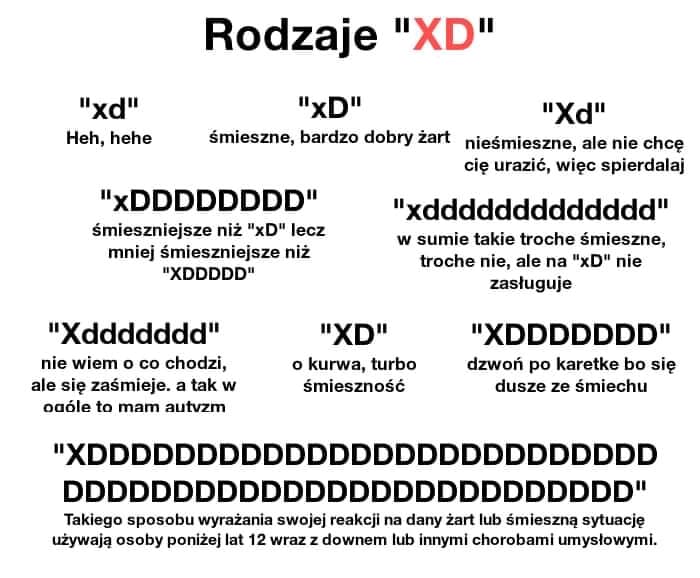 Rodzaje "XD"
"xd"
Heh, hehe
"xD"
śmieszne, bardzo dobry żart
"Xd"
nieśmieszne, ale nie chcę
cię urazić, więc spierdalaj
"xDDDDDDDD"
śmieszniejsze niż "xD" lecz
mniej śmieszniejsze niż
"XDDDDD"
"xdddddddddddddd"
w sumie takie troche śmieszne,
troche nie, ale na "xD" nie
zasługuje
"Xddddddd"
nie wiem o co chodzi,
ale się zaśmieje. a tak w
ogóle to mam autyzm
"XD"
o kurwa, turbo
śmieszność
"XDDDDDDD"
dzwoń po karetke bo się
dusze ze śmiechu
"XDDDDDDDDDDDDDDDDDDDDDDDDDD
DDDDDDDDDDDDDDDDDDDDDDDDDD"
Takiego sposobu wyrażania swojej reakcji na dany żart lub śmieszną sytuację
używają osoby poniżej lat 12 wraz z downem lub innymi chorobami umysłowymi.